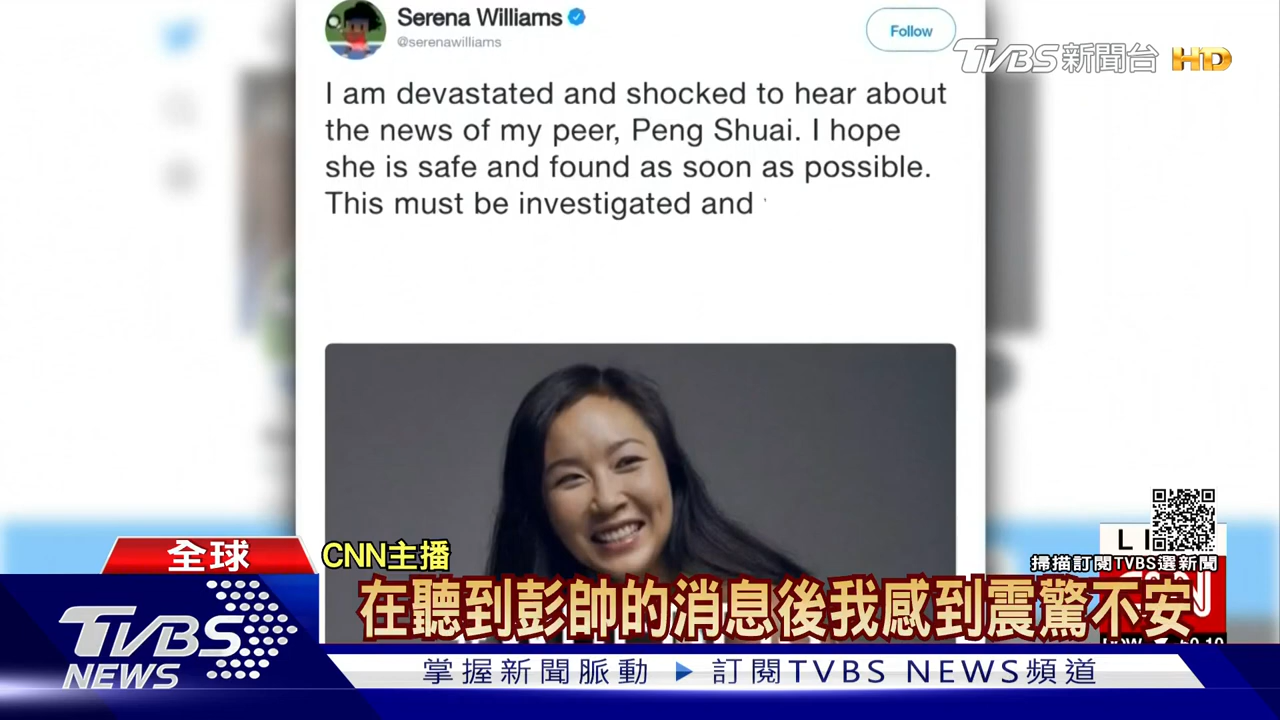 Serena Williams
@serenawilliams
Follow
TVBS新聞台 HD
I am devastated and shocked to hear about
the news of my peer, Peng Shuai. I hope
she is safe and found as soon as possible.
This must be investigated and
全球
CNN主播
掃描訂閱TVBS選新聞
在聽到彭帥的消息後我感到震驚不安
TVBS
NEWS
掌握新聞脈動 ▶ 訂閱TVBS NEWS頻道